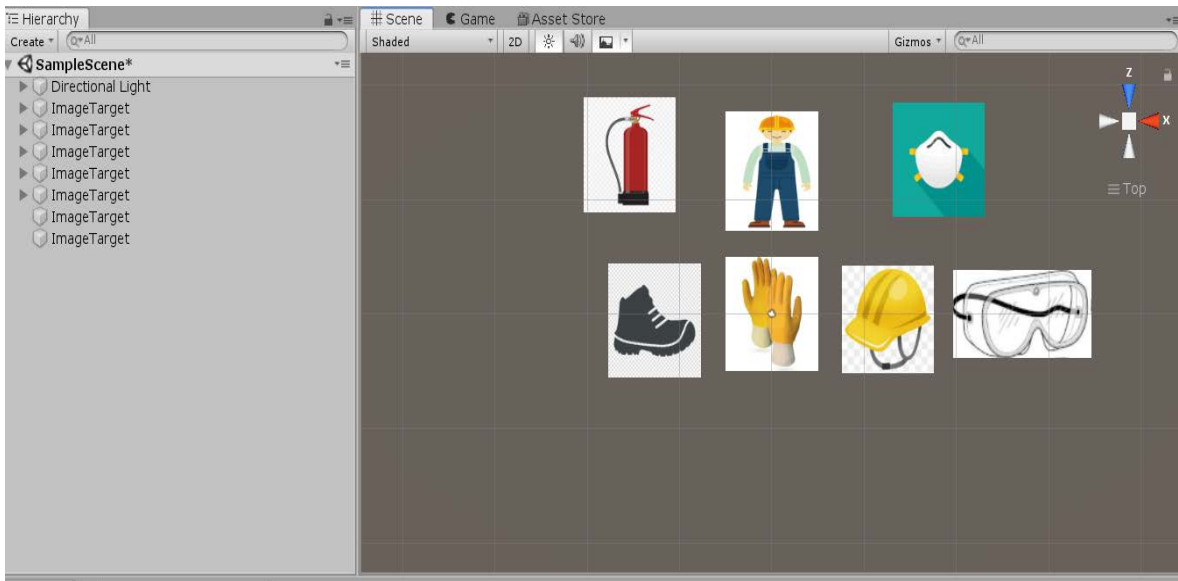 Hierarchy
Create All
SampleScene*
Directional Light
ImageTarget
ImageTarget
ImageTarget
ImageTarget
ImageTarget
ImageTarget
ImageTarget
Scene Game Asset Store
Shaded 2D Gizmos All
Z
X
Top